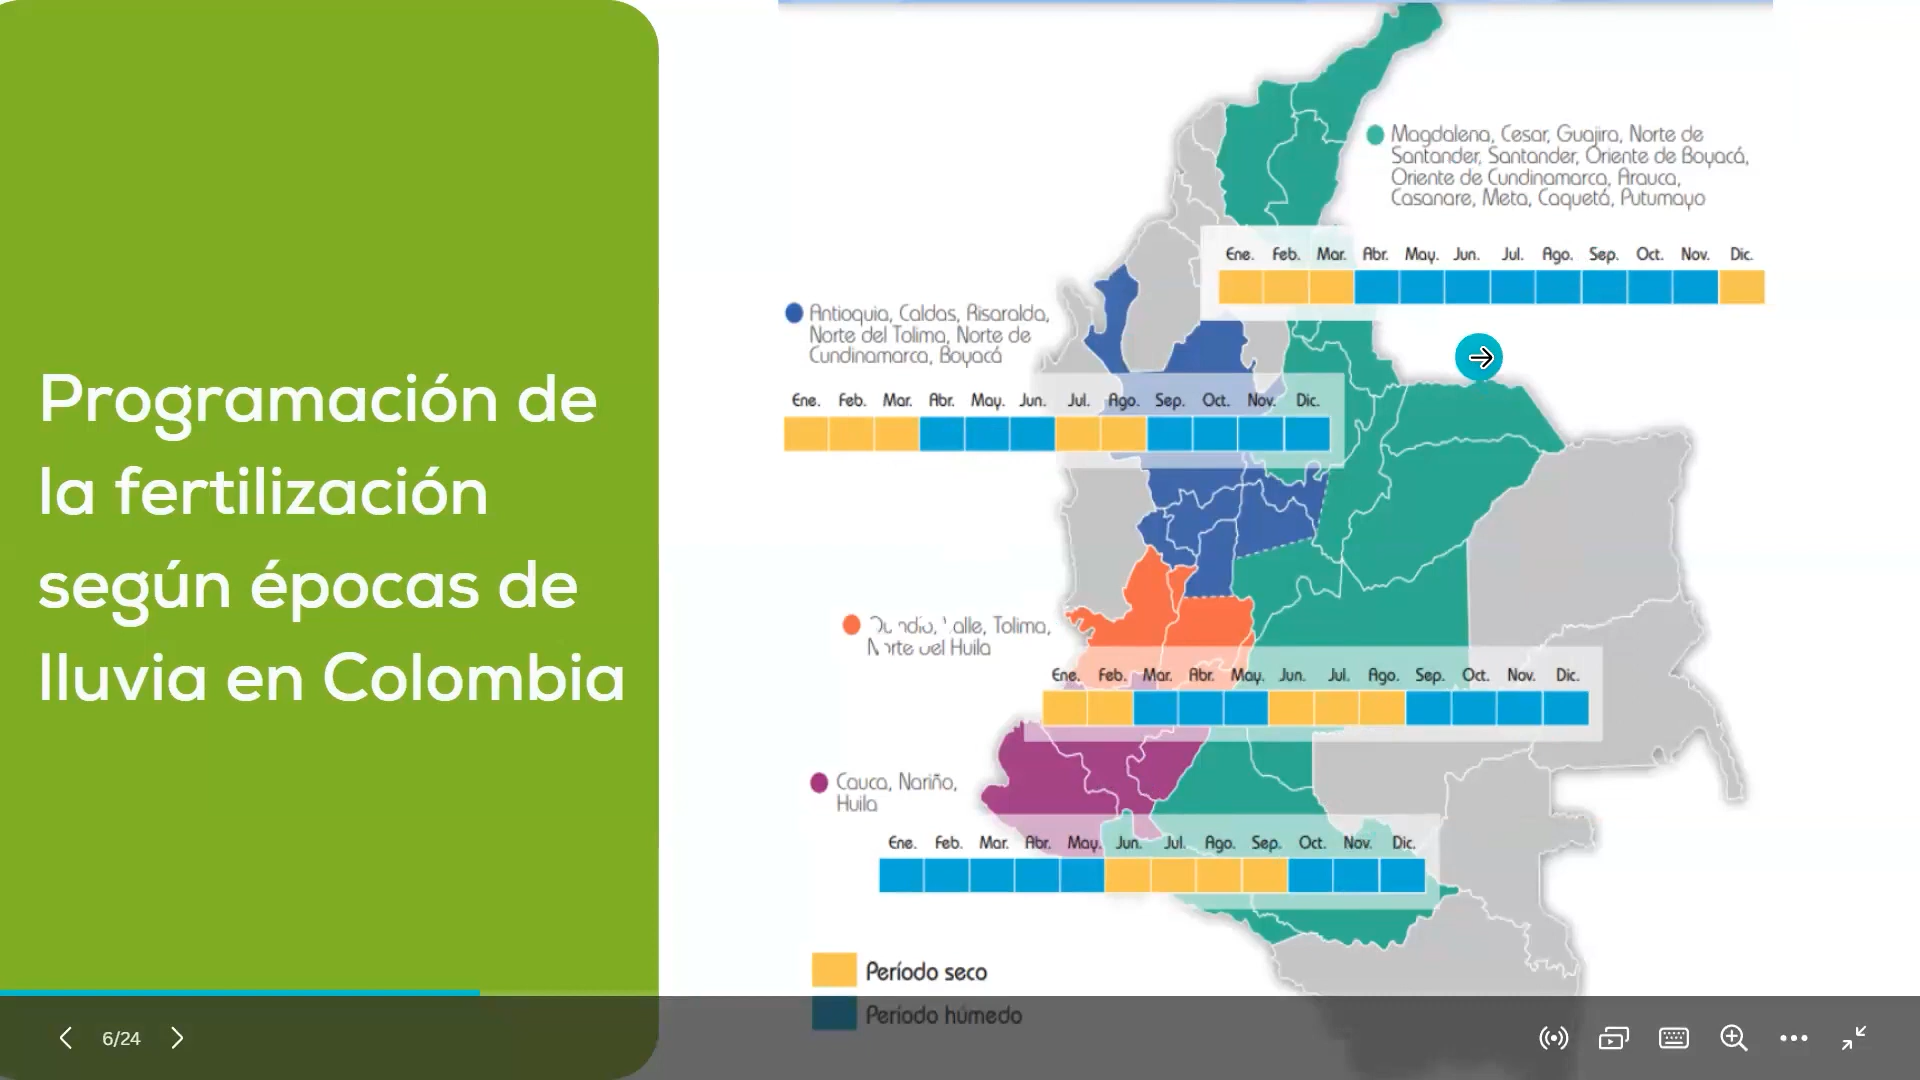 Programación de
la fertilización
según épocas de
lluvia en Colombia
Magdalena, Cesar, Guajira, Norte de
Santander, Santander, Oriente de Boyacá,
Oriente de Cundinamarca, Arauca,
Casanare, Meta, Caquetá, Putumayo
Ene. Feb. Mar. Abr. May. Jun. Jul. Ago. Sep. Oct. Nov. Dic.
Antioquia, Caldas, Risaralda,
Norte del Tolima, Norte de
Cundinamarca, Boyacá
Ene. Feb. Mar. Abr. May. Jun. Jul. Ago. Sep. Oct. Nov. Dic.
Tolima,
del Huila
Ene. Feb. Mar. Abr. May. Jun. Jul. Ago. Sep. Oct. Nov. Dic.
Cauca, Nariño,
Huila
Ene. Feb. Mar. Abr. May. Jun. Jul. Ago. Sep. Oct. Nov. Dic.
Período seco
Período húmedo
6/24